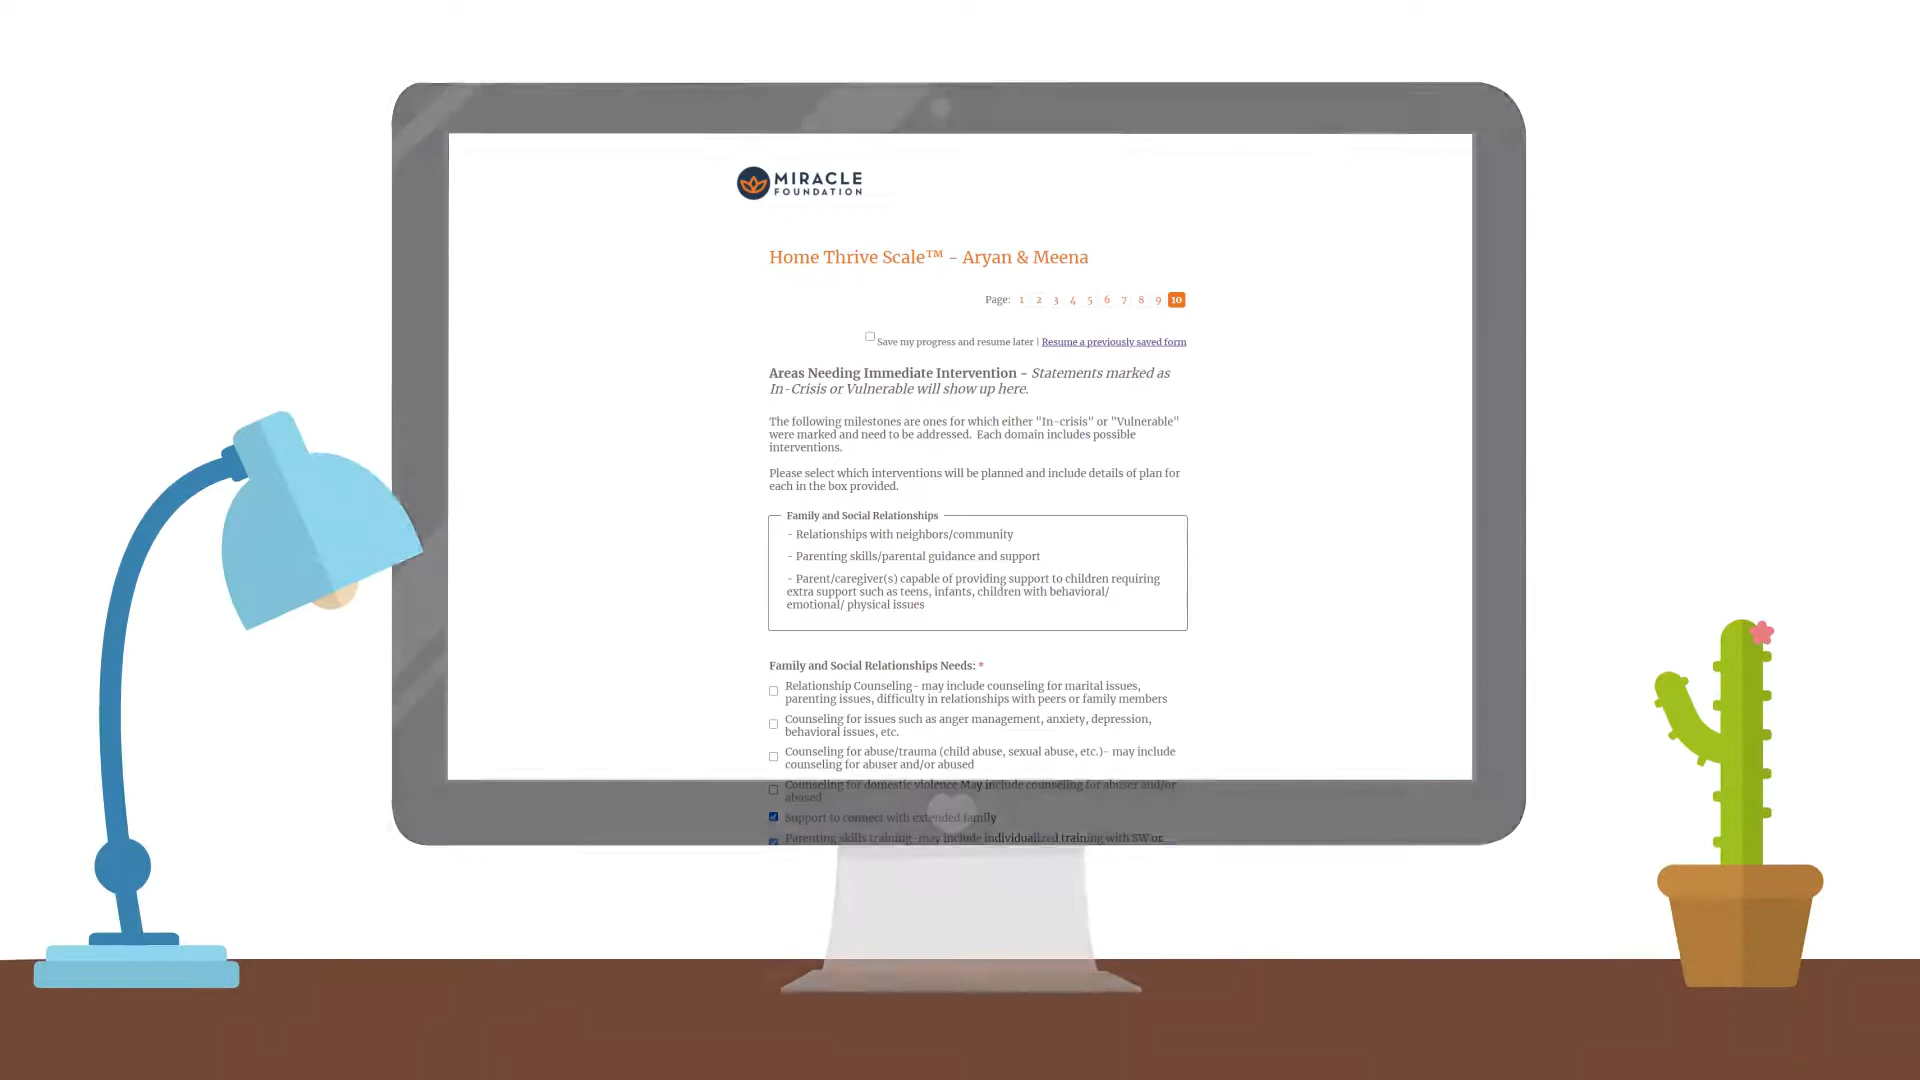 MIRACLE
FOUNDATION
Home Thrive Scale™ - Aryan & Meena
Page: 1 2 3 4 5 6 7 8 9 10
Save my progress and resume later | Resume a previously saved form
Areas Needing Immediate Intervention - Statements marked as
In-Crisis or Vulnerable will show up here.
The following milestones are ones for which either "In-crisis" or "Vulnerable"
were marked and need to be addressed. Each domain includes possible
interventions.
Please select which interventions will be planned and include details of plan for
each in the box provided.
Family and Social Relationships
- Relationships with neighbors/community
- Parenting skills/parental guidance and support
- Parent/caregiver(s) capable of providing support to children requiring
extra support such as teens, infants, children with behavioral/
emotional/ physical issues
Family and Social Relationships Needs: *
Relationship Counseling- may include counseling for marital issues,
parenting issues, difficulty in relationships with peers or family members
Counseling for issues such as anger management, anxiety, depression,
behavioral issues, etc.
Counseling for abuse/trauma (child abuse, sexual abuse, etc.)- may include
counseling for abuser and/or abused
Counseling for domestic violence May include counseling for abuser and/or
abused
Support to connect with extended family
Parenting skills training-may include individualized training with SW or